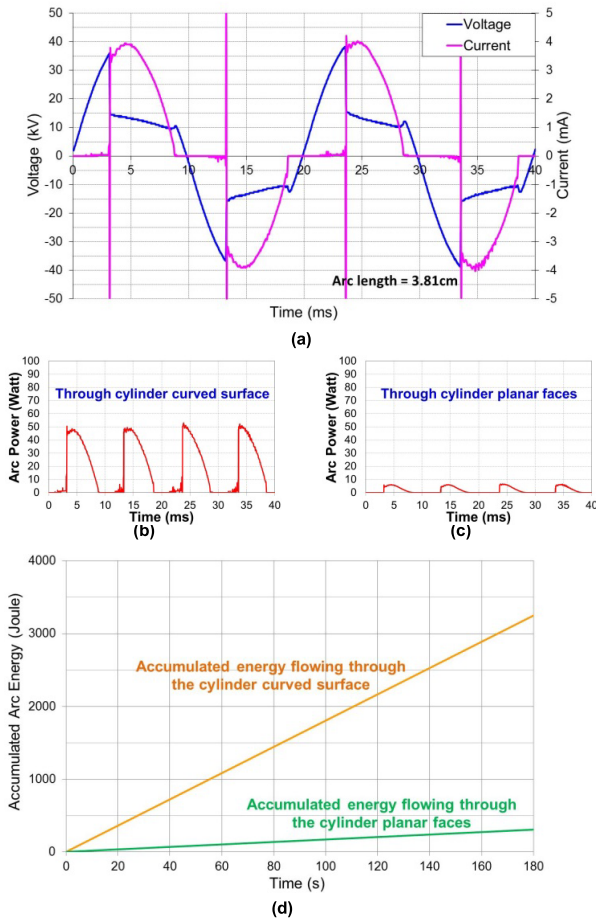 Voltage
Current
Voltage (kV)
50
40
30
20
10
0
-10
-20
-30
-40
-50
0
5
10
15
20
25
30
35
40
5
4
3
2
1
0
-1
-2
-3
-4
-5
Current (mA)
Arc length = 3.81cm
Time (ms)
(a)
Arc Power (Watt)
100
90
80
70
60
50
40
30
20
10
0
Through cylinder curved surface
0 5 10 15 20 25 30 35 40
Time (ms)
(b)
Arc Power (Watt)
100
90
80
70
60
50
40
30
20
10
0
Through cylinder planar faces
0 5 10 15 20 25 30 35 40
Time (ms)
(c)
Accumulated Arc Energy (Joule)
4000
3000
2000
1000
0
Accumulated energy flowing through
the cylinder curved surface
Accumulated energy flowing through
the cylinder planar faces
0 20 40 60 80 100 120 140 160 180
Time (s)
(d)